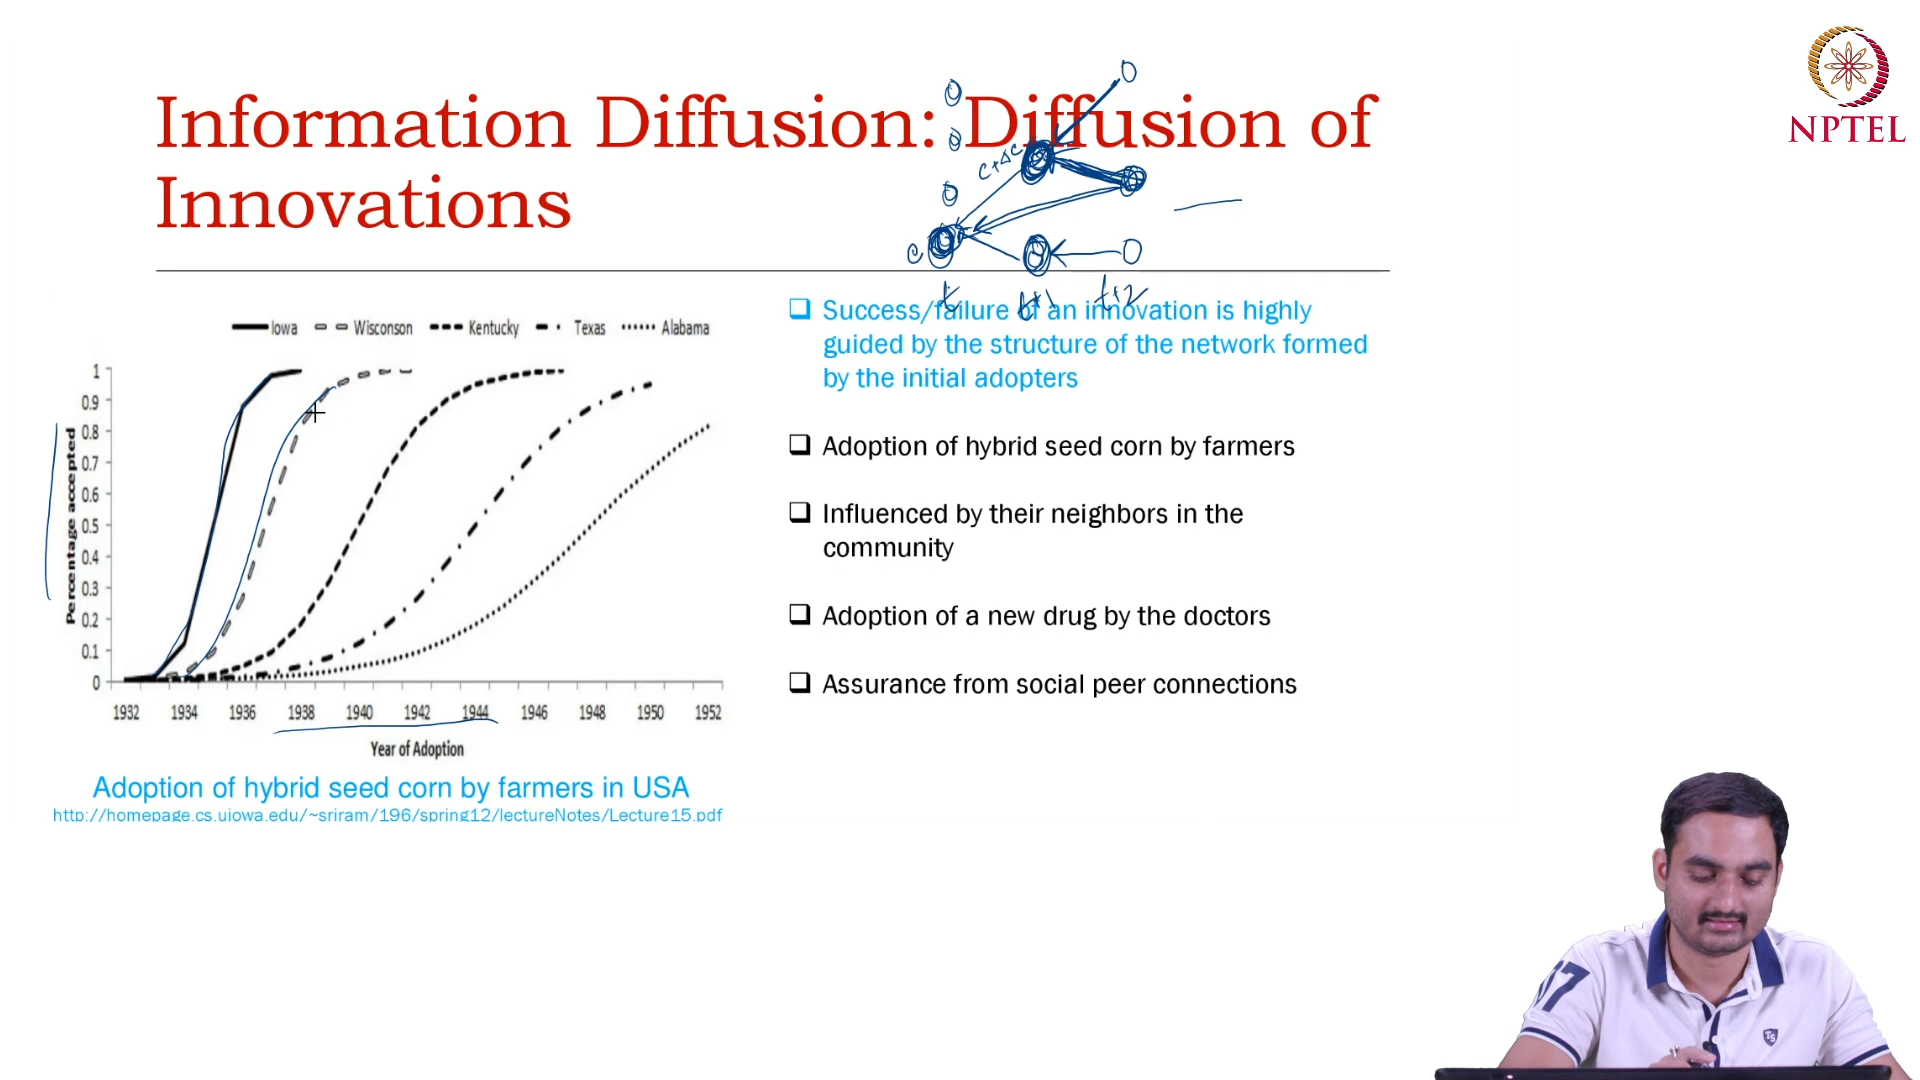 NPTEL
Information Diffusion: Diffusion of
Innovations
c+Δc
c
t
t+1
t+2
Iowa Wisconson Kentucky Texas Alabama
Percentage accepted
1
0.9
0.8
0.7
0.6
0.5
0.4
0.3
0.2
0.1
0
1932 1934 1936 1938 1940 1942 1944 1946 1948 1950 1952
Year of Adoption
Adoption of hybrid seed corn by farmers in USA
http://homepage.cs.uiowa.edu/~sriram/196/spring12/lectureNotes/Lecture15.pdf
Success/failure of an innovation is highly
guided by the structure of the network formed
by the initial adopters
Adoption of hybrid seed corn by farmers
Influenced by their neighbors in the
community
Adoption of a new drug by the doctors
Assurance from social peer connections